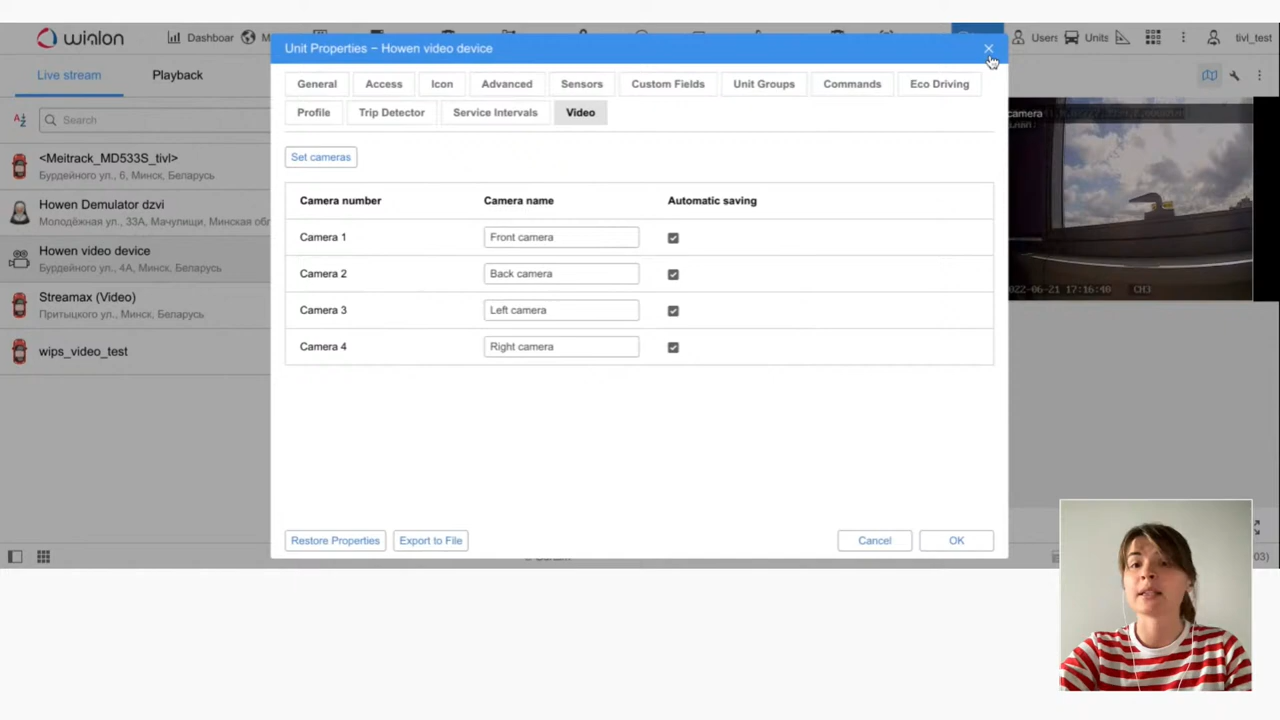 wialon
Dashboar
M
Users
Units
tivl_test
Unit Properties – Howen video device
Live stream
Playback
General
Access
Icon
Advanced
Sensors
Custom Fields
Unit Groups
Commands
Eco Driving
Profile
Trip Detector
Service Intervals
Video
Search
Set cameras
<Meitrack_MD533S_tivl>
Бурдейного ул., 6, Минск, Беларусь
Howen Demulator dzvi
Молодёжная ул., 33А, Мачулищи, Минская обл
Howen video device
Бурдейного ул., 4А, Минск, Беларусь
Streamax (Video)
Притыцкого ул., Минск, Беларусь
wips_video_test
Camera number
Camera name
Automatic saving
Camera 1
Front camera
Camera 2
Back camera
Camera 3
Left camera
Camera 4
Right camera
camera
022-06-21 17:16:40
CH3
Restore Properties
Export to File
Cancel
OK
03)